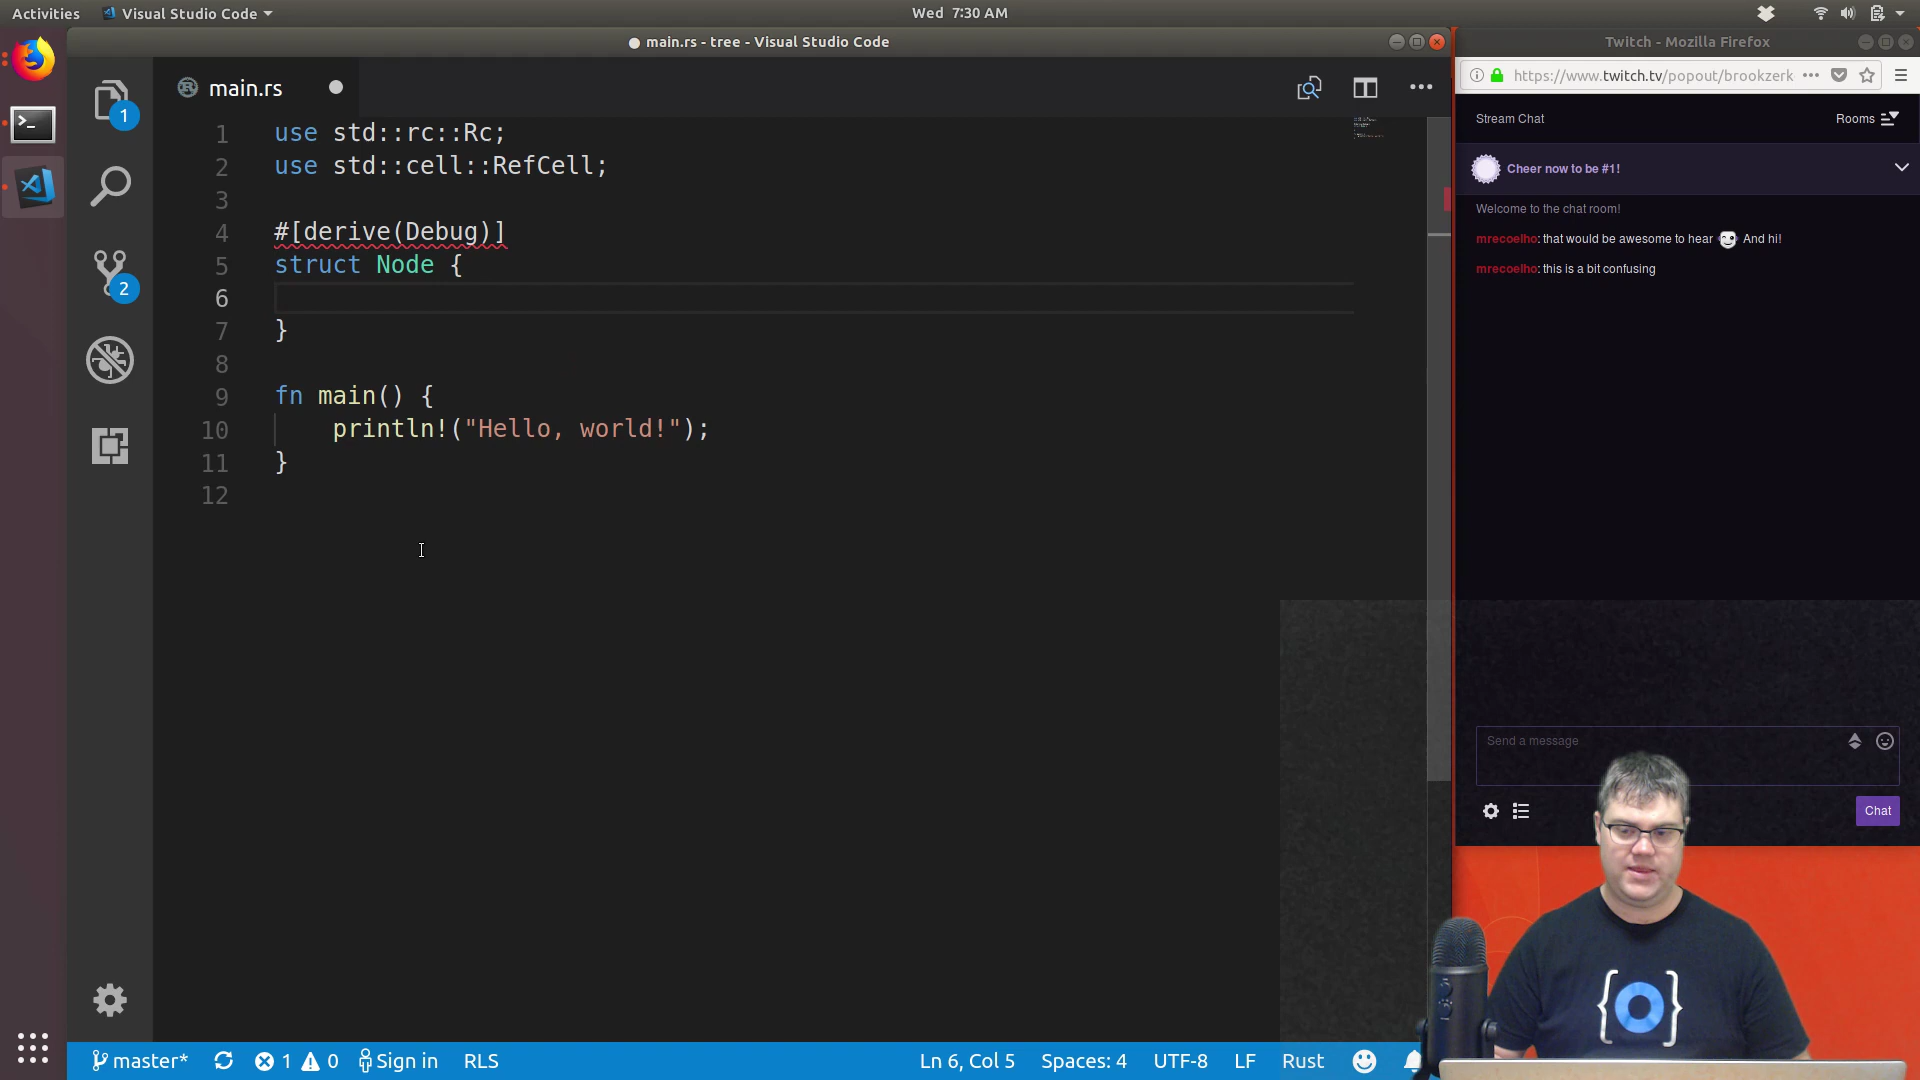 Activities
Visual Studio Code
Wed 7:30 AM
main.rs - tree - Visual Studio Code
Twitch - Mozilla Firefox
https://www.twitch.tv/popout/brookzerk
main.rs
1
1 use std::rc::Rc;
2 use std::cell::RefCell;
3
4 #[derive(Debug)]
5 struct Node {
6
7 }
8
9 fn main() {
10 println!("Hello, world!");
11 }
12
2
Stream Chat
Rooms
Cheer now to be #1!
Welcome to the chat room!
mrecoelho: that would be awesome to hear And hi!
mrecoelho: this is a bit confusing
Send a message
Chat
master*
1
0
Sign in
RLS
Ln 6, Col 5
Spaces: 4
UTF-8
LF
Rust